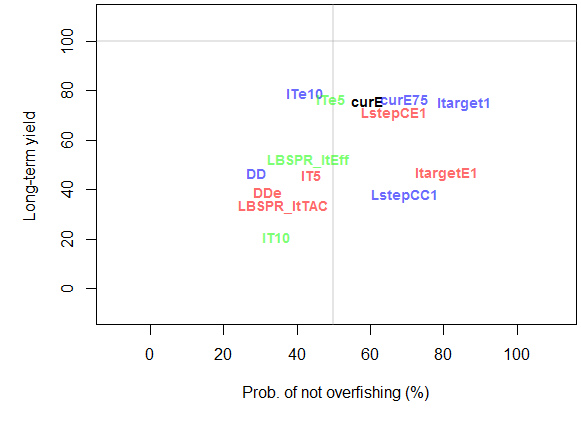 100
80
60
40
20
0
Long-term yield
ITe10
ITe5
curE
curE75
Itarget1
LstepCE1
LBSPR_ItEff
DD
IT5
ItargetE1
DDe
LstepCC1
LBSPR_ItTAC
IT10
0 20 40 60 80 100
Prob. of not overfishing (%)